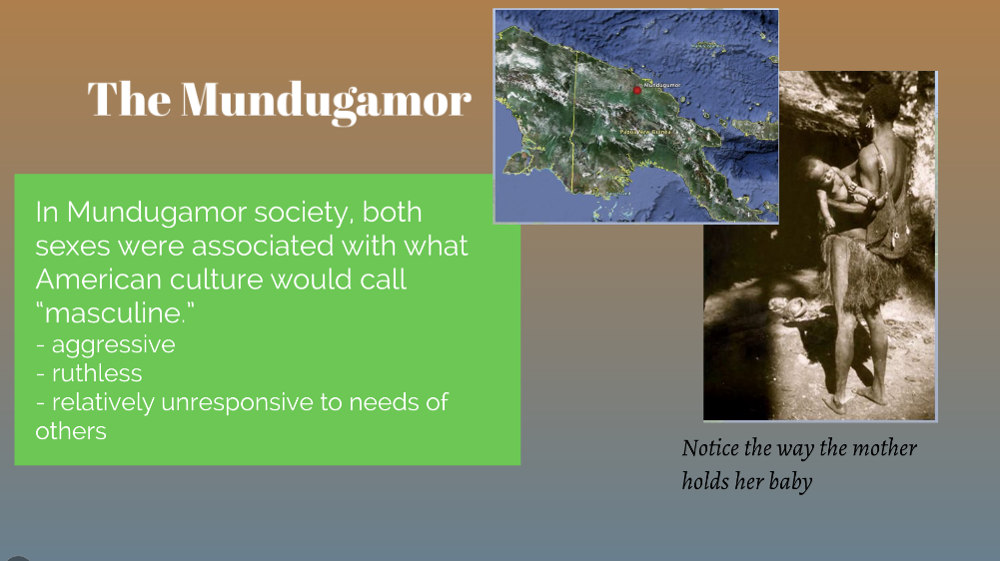 The Mundugamor
Mundugumor
Papua New Guinea
In Mundugamor society, both
sexes were associated with what
American culture would call
“masculine.”
- aggressive
- ruthless
- relatively unresponsive to needs of
others
Notice the way the mother
holds her baby